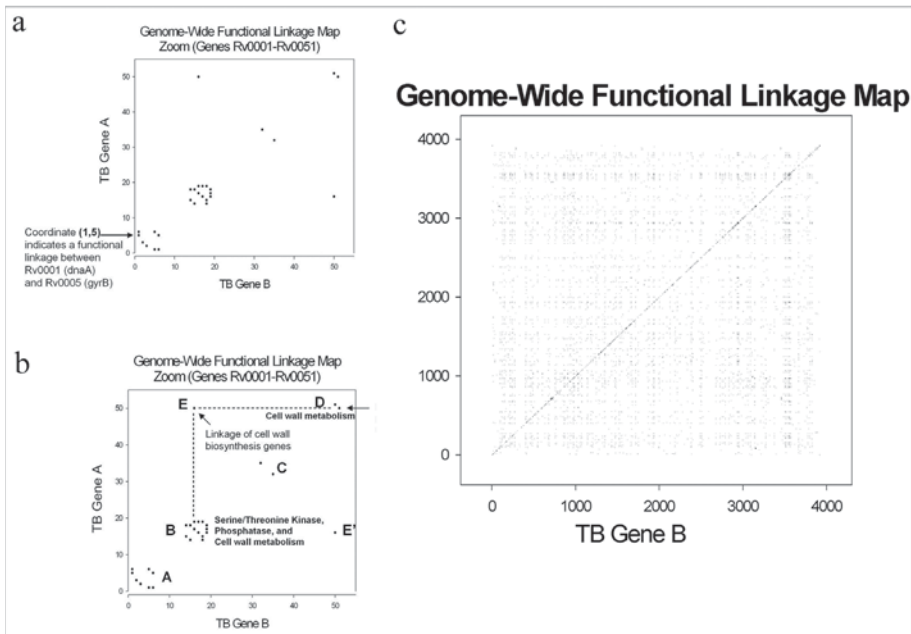 a
Genome-Wide Functional Linkage Map
Zoom (Genes Rv0001-Rv0051)
TB Gene A
50
40
30
20
10
0
Coordinate (1,5)
indicates a functional
linkage between
Rv0001 (dnaA)
and Rv0005 (gyrB)
0 10 20 30 40 50
TB Gene B
b
Genome-Wide Functional Linkage Map
Zoom (Genes Rv0001-Rv0051)
TB Gene A
50
40
30
20
10
0
E
D
Cell wall metabolism
Linkage of cell wall
biosynthesis genes
C
B
Serine/Threonine Kinase,
Phosphatase, and
Cell wall metabolism
E'
A
0 10 20 30 40 50
TB Gene B
c
Genome-Wide Functional Linkage Map
4000
3000
2000
1000
0
0 1000 2000 3000 4000
TB Gene B